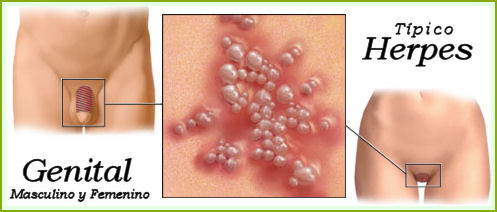 Típico
Herpes
Genital
Masculino y Femenino